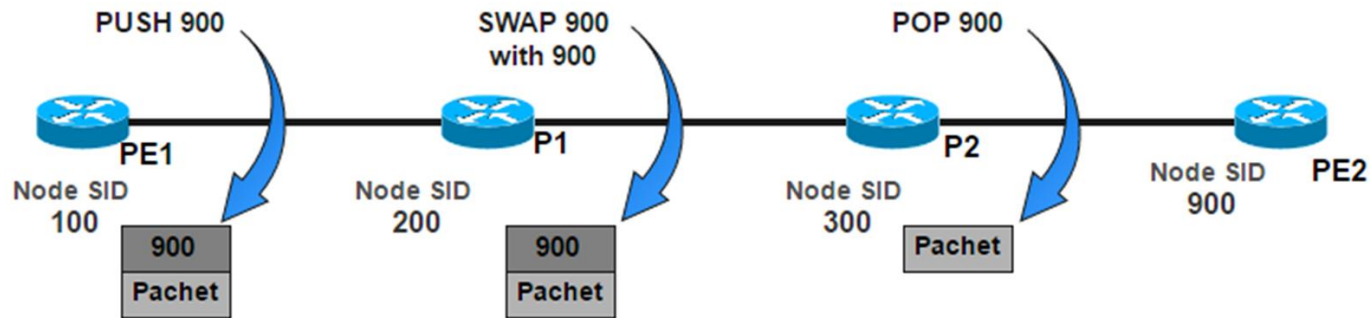 PUSH 900
SWAP 900
with 900
POP 900
PE1
P1
P2
PE2
Node SID
100
Node SID
200
Node SID
300
Node SID
900
900
Pachet
900
Pachet
Pachet